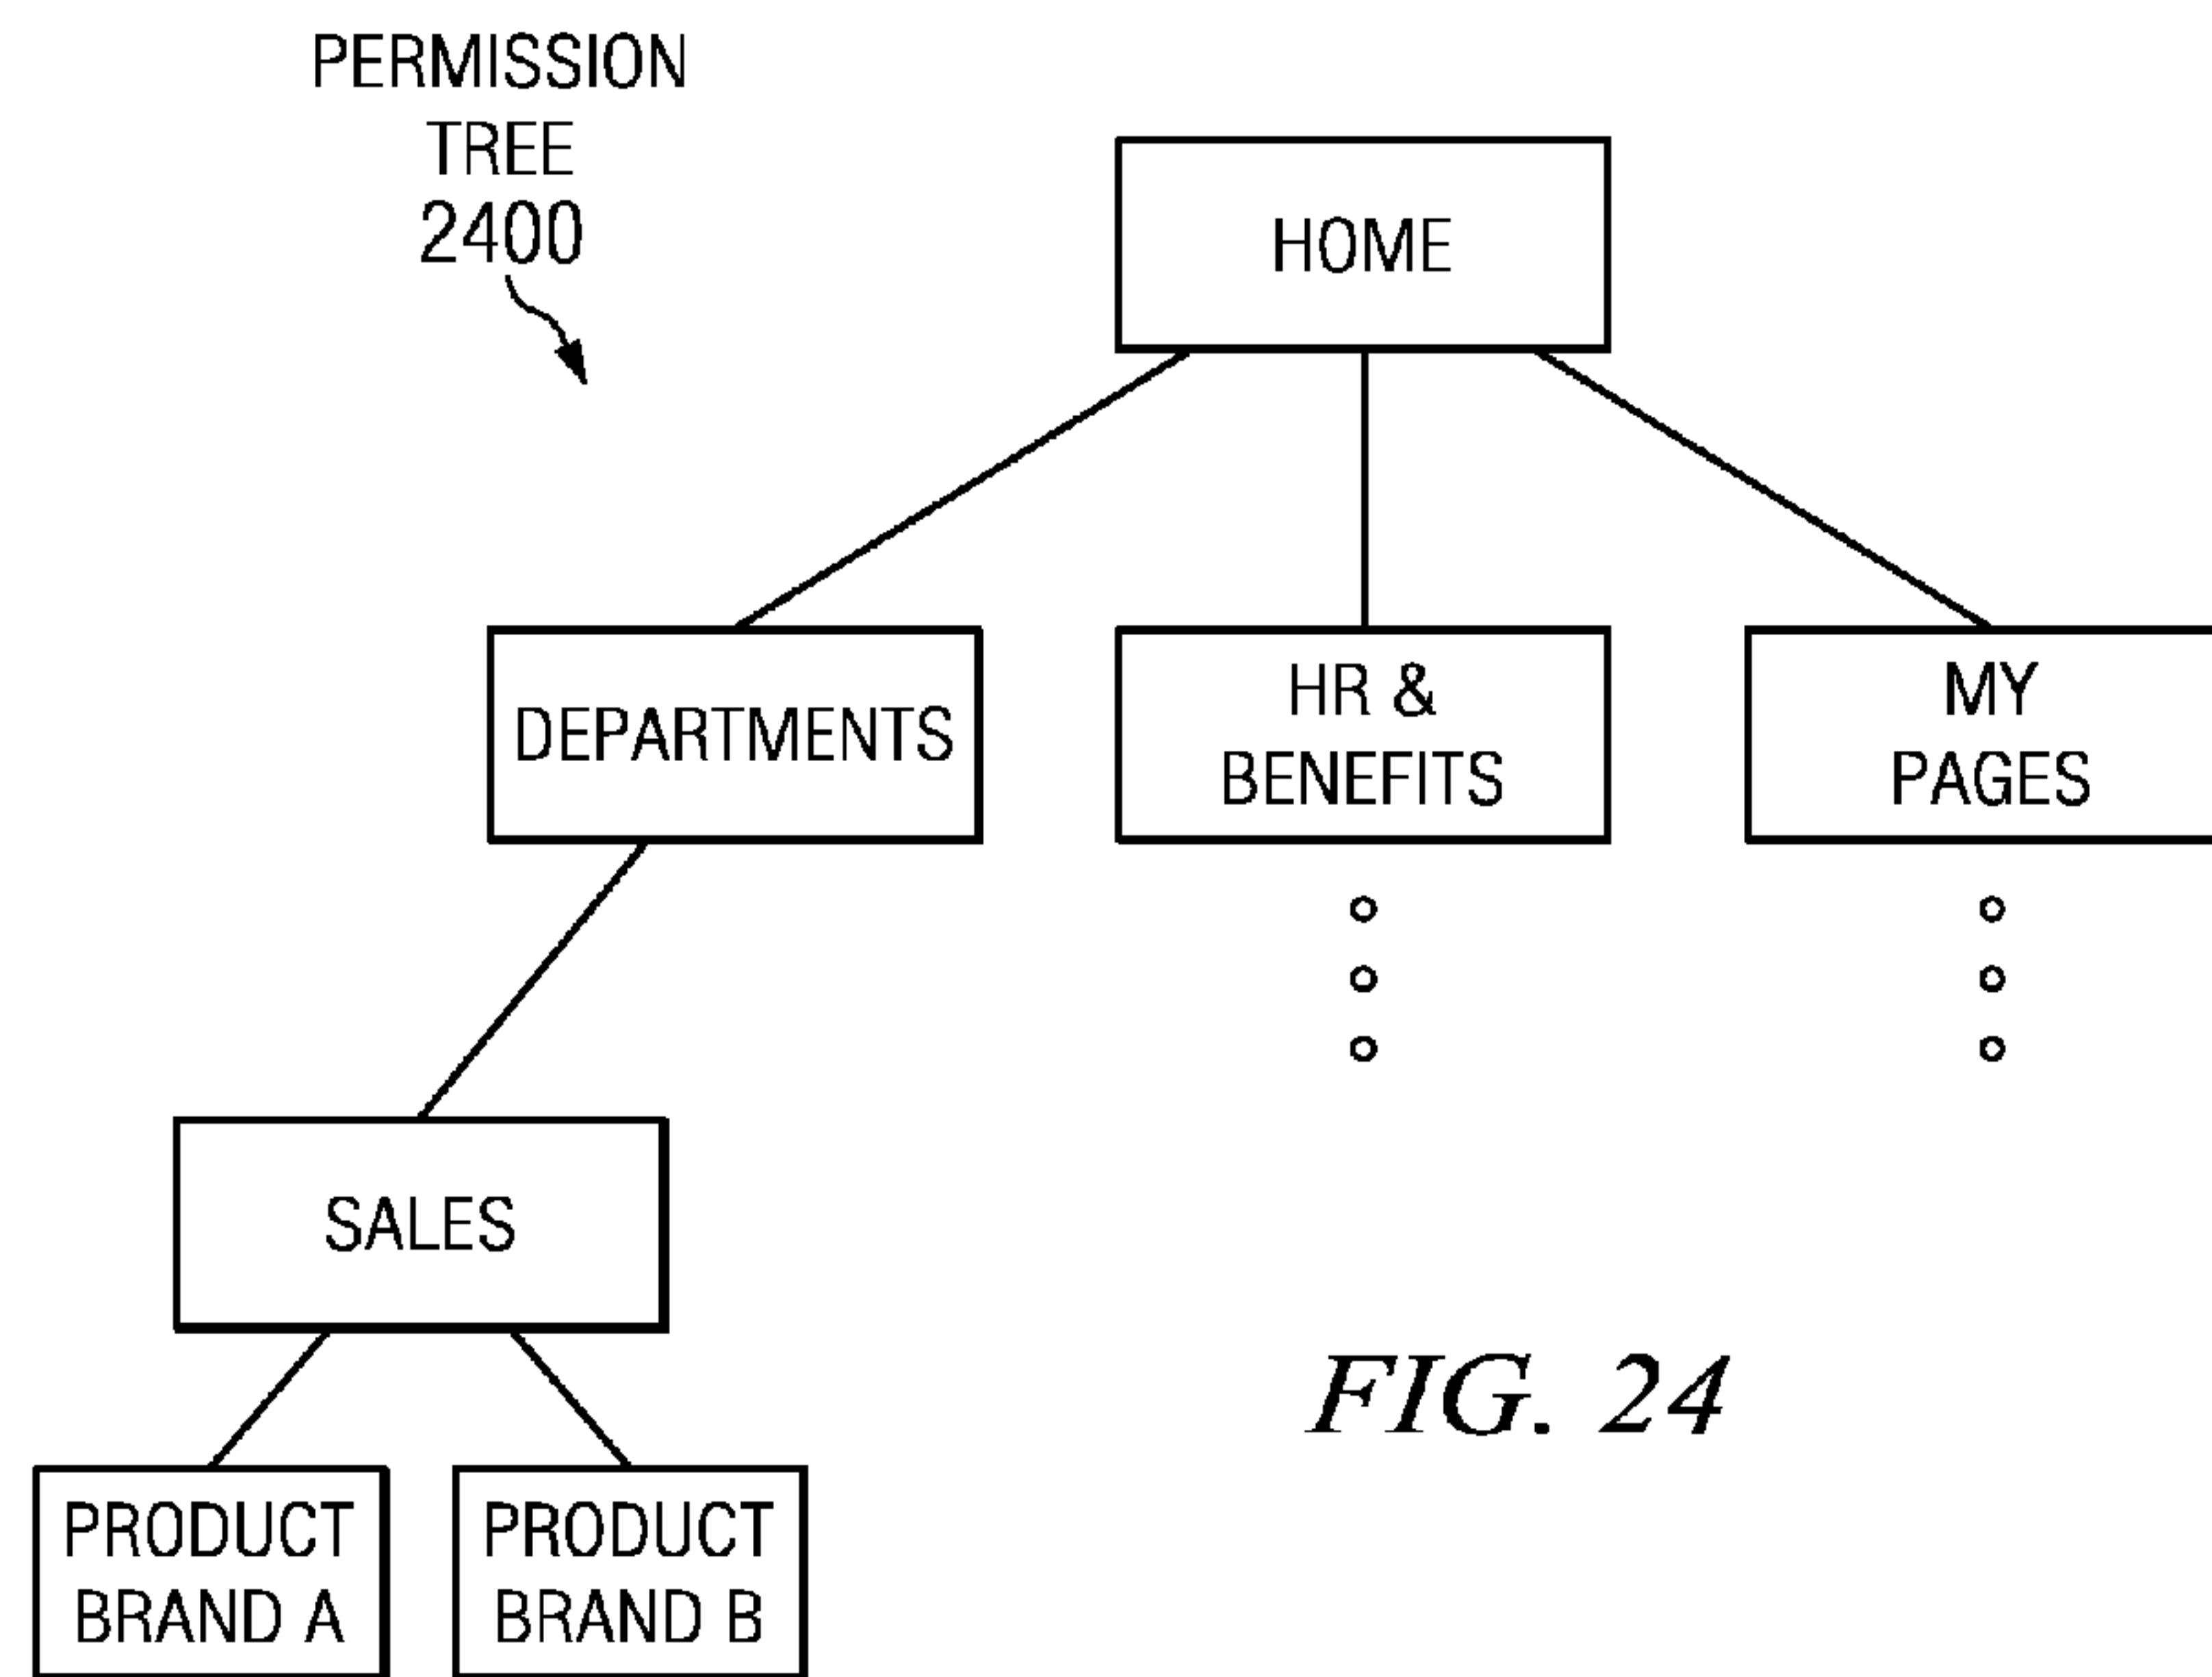 PERMISSION
TREE
2400
HOME
DEPARTMENTS
HR &
BENEFITS
MY
PAGES
SALES
PRODUCT
BRAND A
PRODUCT
BRAND B
FIG. 24